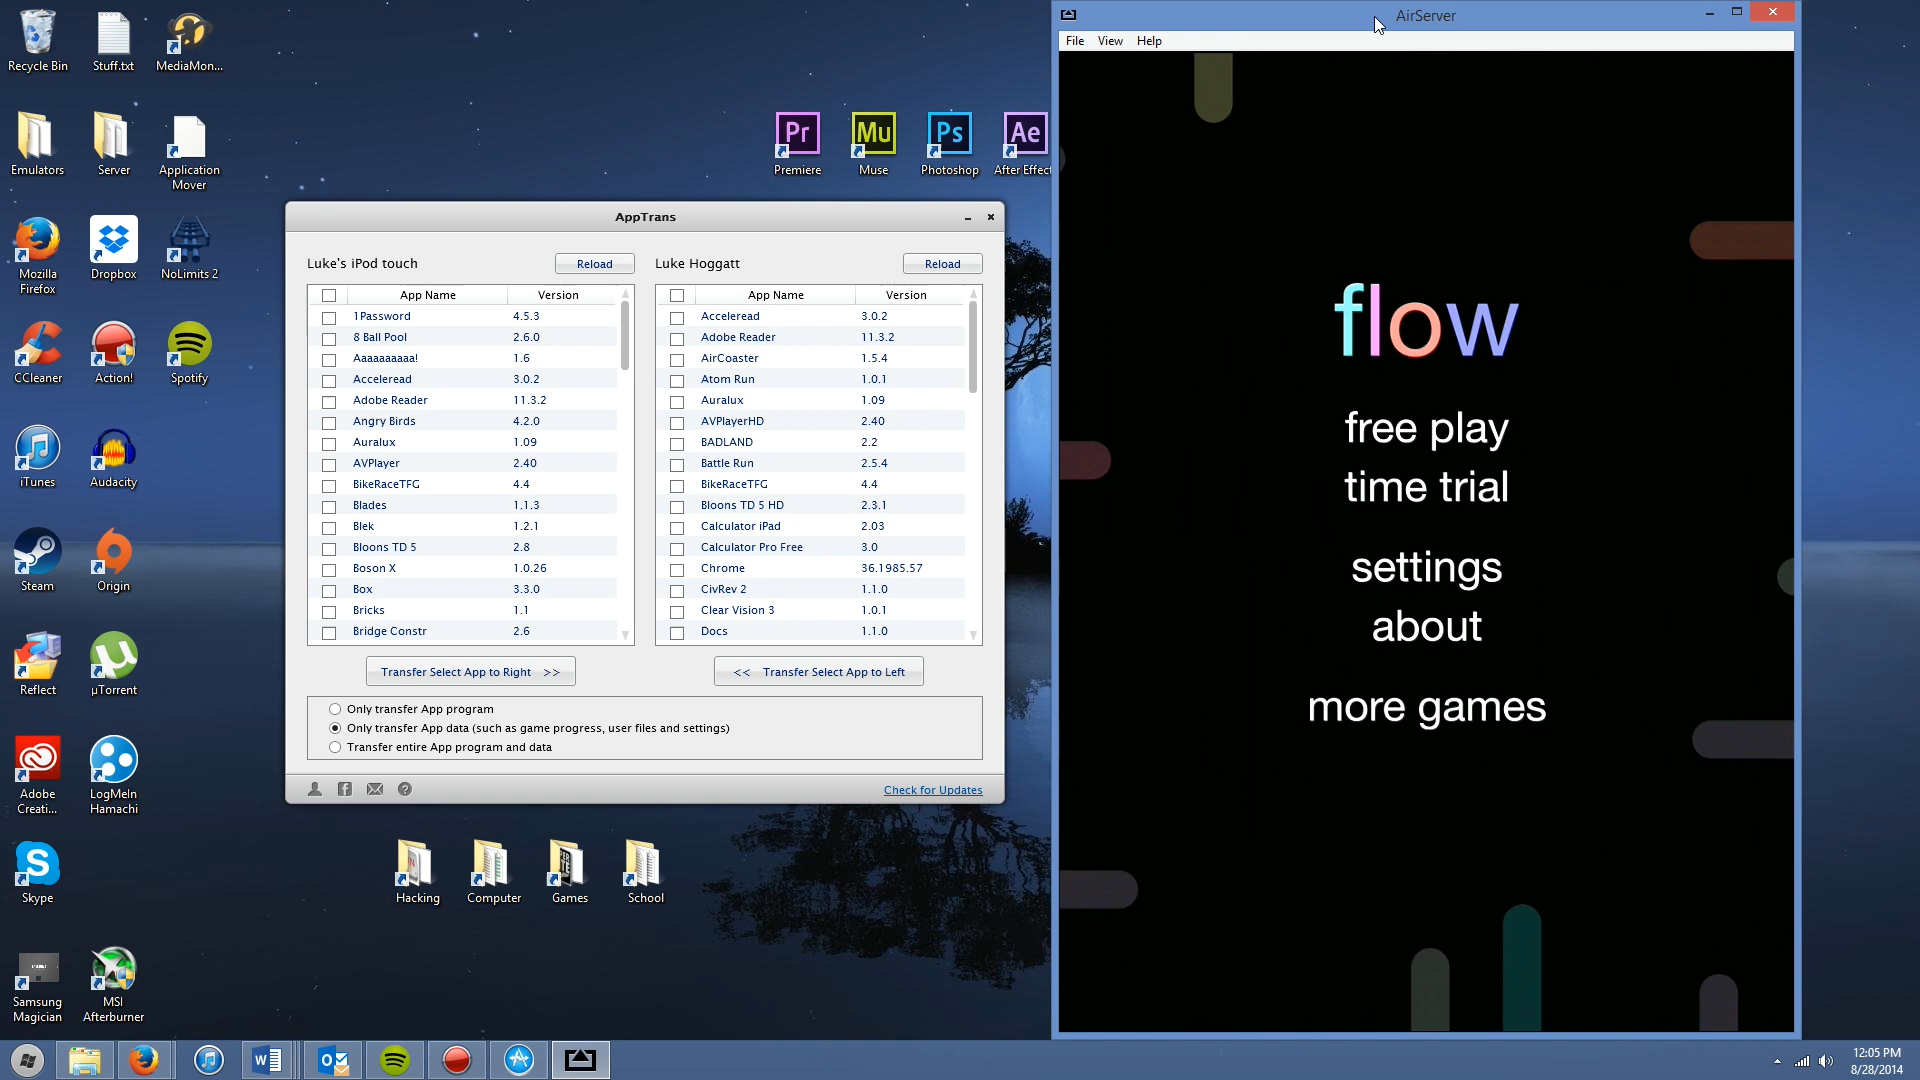 Recycle Bin
Stuff.txt
MediaMon...
Emulators
Server
Application
Mover
Mozilla
Firefox
Dropbox
NoLimits 2
CCleaner
Action!
Spotify
iTunes
Audacity
Steam
Origin
Reflect
µTorrent
Adobe
Creati...
LogMeIn
Hamachi
Skype
Samsung
Magician
MSI
Afterburner
Pr
Mu
Ps
Ae
Premiere
Muse
Photoshop
After Effect
AppTrans
Luke's iPod touch
Reload
App Name Version
1Password 4.5.3
8 Ball Pool 2.6.0
Aaaaaaaaaa! 1.6
Acceleread 3.0.2
Adobe Reader 11.3.2
Angry Birds 4.2.0
Auralux 1.09
AVPlayer 2.40
BikeRaceTFG 4.4
Blades 1.1.3
Blek 1.2.1
Bloons TD 5 2.8
Boson X 1.0.26
Box 3.3.0
Bricks 1.1
Bridge Constr 2.6
Transfer Select App to Right >>
Luke Hoggatt
Reload
App Name Version
Acceleread 3.0.2
Adobe Reader 11.3.2
AirCoaster 1.5.4
Atom Run 1.0.1
Auralux 1.09
AVPlayerHD 2.40
BADLAND 2.2
Battle Run 2.5.4
BikeRaceTFG 4.4
Bloons TD 5 HD 2.3.1
Calculator iPad 2.03
Calculator Pro Free 3.0
Chrome 36.1985.57
CivRev 2 1.1.0
Clear Vision 3 1.0.1
Docs 1.1.0
<< Transfer Select App to Left
Only transfer App program
Only transfer App data (such as game progress, user files and settings)
Transfer entire App program and data
Check for Updates
Hacking
Computer
Games
School
AirServer
File View Help
flow
free play
time trial
settings
about
more games
12:05 PM
8/28/2014